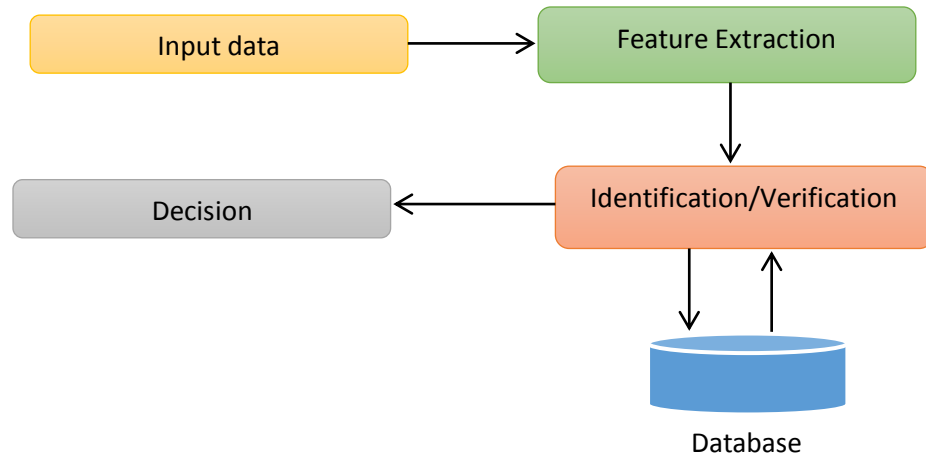 Input data
Feature Extraction
Identification/Verification
Decision
Database